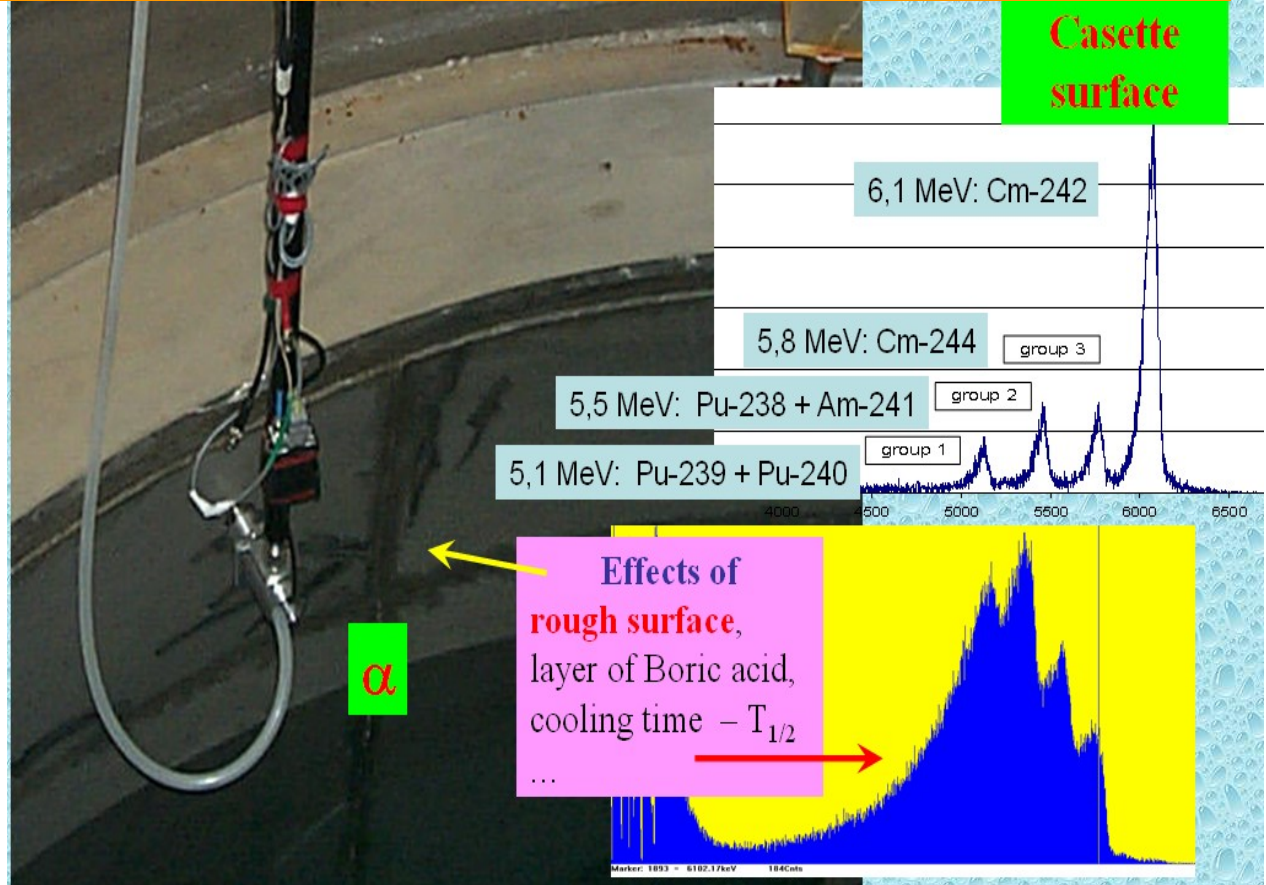 Casette
surface
6,1 MeV: Cm-242
5,8 MeV: Cm-244
group 3
5,5 MeV: Pu-238 + Am-241
group 2
5,1 MeV: Pu-239 + Pu-240
group 1
4000 4500 5000 5500 6000 6500
Effects of
rough surface,
layer of Boric acid,
cooling time – T1/2
...
α
Marker: 1893 = 6102.17keV 184Cnts